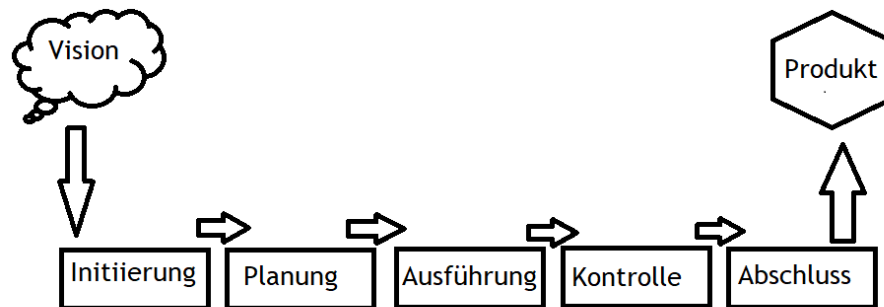 Vision
Produkt
Initiierung
Planung
Ausführung
Kontrolle
Abschluss